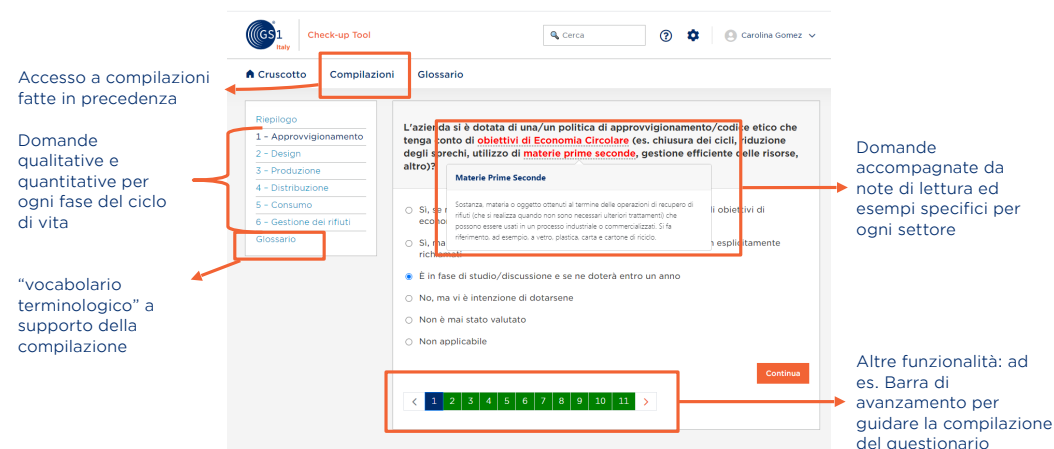 GS1
Italy
Check-up Tool
Cerca
Carolina Gomez
Cruscotto
Compilazioni
Glossario
Accesso a compilazioni
fatte in precedenza
Domande
qualitative e
quantitative per
ogni fase del ciclo
di vita
"vocabolario
terminologico" a
supporto della
compilazione
Riepilogo
1 – Approvvigionamento
2 – Design
3 – Produzione
4 – Distribuzione
5 – Consumo
6 – Gestione dei rifiuti
Glossario
L'azienda si è dotata di una/un politica di approvvigionamento/codice etico che
tenga conto di obiettivi di Economia Circolare (es. chiusura dei cicli, riduzione
degli sprechi, utilizzo di materie prime seconde, gestione efficiente delle risorse,
altro)?
Materie Prime Seconde
Sostanza, materia o oggetto ottenuti al termine delle operazioni di recupero di
rifiuti (che si realizza quando non sono necessari ulteriori trattamenti) che
possono essere usati in un processo industriale o commercializzati. Si fa
riferimento, ad esempio, a vetro, plastica, carta e cartone di riciclo.
Sì, se obiettivi di
Sì, ma esplicitamente
richiamati
È in fase di studio/discussione e se ne doterà entro un anno
No, ma vi è intenzione di dotarsene
Non è mai stato valutato
Non applicabile
Continua
< 1 2 3 4 5 6 7 8 9 10 11 >
Domande
accompagnate da
note di lettura ed
esempi specifici per
ogni settore
Altre funzionalità: ad
es. Barra di
avanzamento per
guidare la compilazione
del questionario